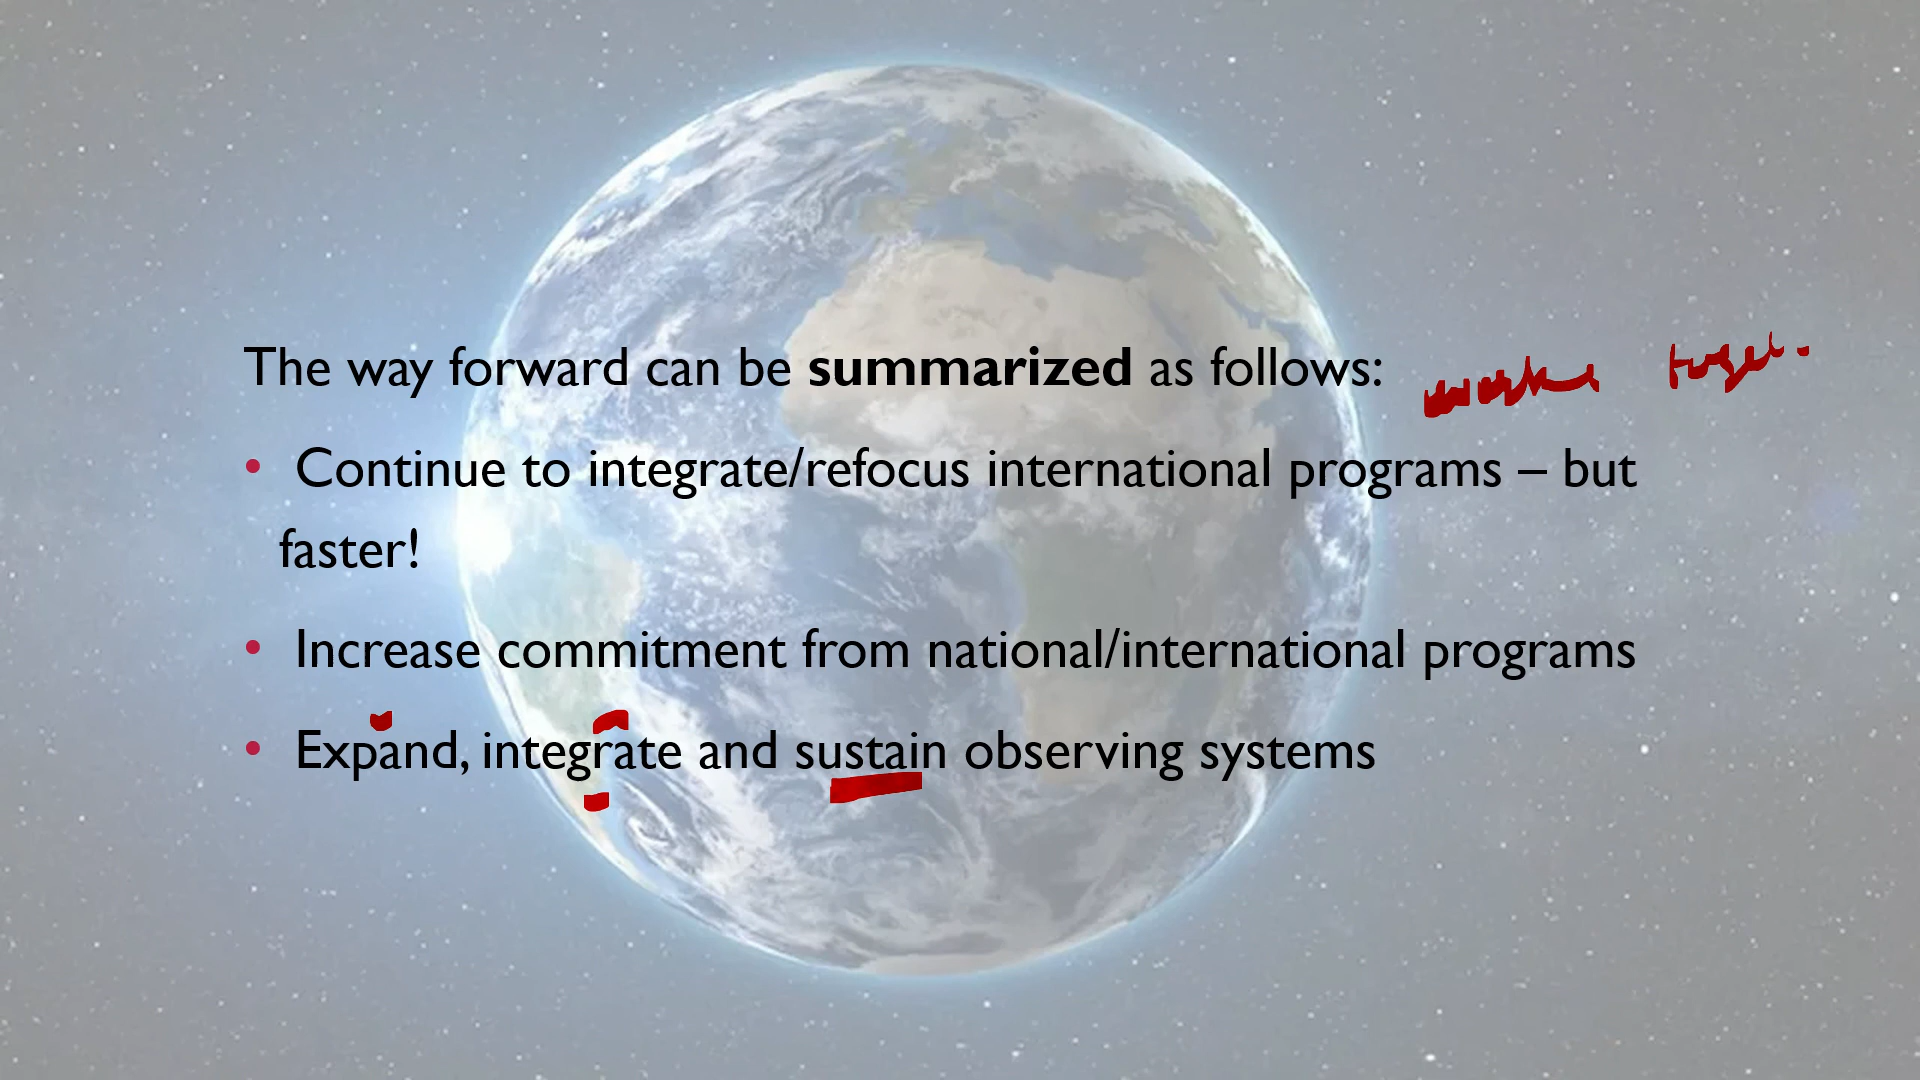 The way forward can be summarized as follows:
• Continue to integrate/refocus international programs – but
faster!
• Increase commitment from national/international programs
• Expand, integrate and sustain observing systems